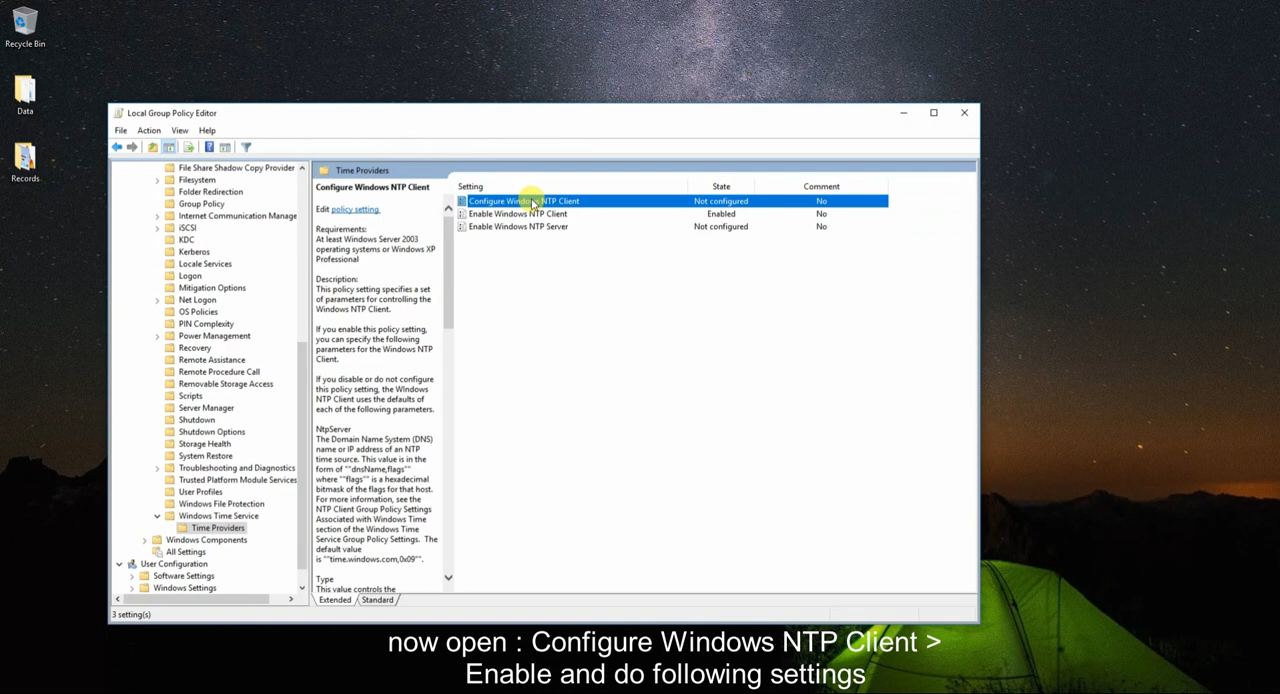 Recycle Bin
Data
Records
Local Group Policy Editor
File Action View Help
File Share Shadow Copy Provider
Filesystem
Folder Redirection
Group Policy
Internet Communication Manage
iSCSI
KDC
Kerberos
Locale Services
Logon
Mitigation Options
Net Logon
OS Policies
PIN Complexity
Power Management
Recovery
Remote Assistance
Remote Procedure Call
Removable Storage Access
Scripts
Server Manager
Shutdown
Shutdown Options
Storage Health
System Restore
Troubleshooting and Diagnostics
Trusted Platform Module Services
User Profiles
Windows File Protection
Windows Time Service
Time Providers
Windows Components
All Settings
User Configuration
Software Settings
Windows Settings
Time Providers
Configure Windows NTP Client
Edit policy setting.
Requirements:
At least Windows Server 2003
operating systems or Windows XP
Professional
Description:
This policy setting specifies a set
of parameters for controlling the
Windows NTP Client.
If you enable this policy setting,
you can specify the following
parameters for the Windows NTP
Client.
If you disable or do not configure
this policy setting, the WIndows
NTP Client uses the defaults of
each of the following parameters.
NtpServer
The Domain Name System (DNS)
name or IP address of an NTP
time source. This value is in the
form of ""dnsName,flags""
where ""flags"" is a hexadecimal
bitmask of the flags for that host.
For more information, see the
NTP Client Group Policy Settings
Associated with Windows Time
section of the Windows Time
Service Group Policy Settings. The
default value
is ""time.windows.com,0x09"".
Type
This value controls the
Setting State Comment
Configure Windows NTP Client Not configured No
Enable Windows NTP Client Enabled No
Enable Windows NTP Server Not configured No
Extended Standard
3 setting(s)
now open : Configure Windows NTP Client >
Enable and do following settings